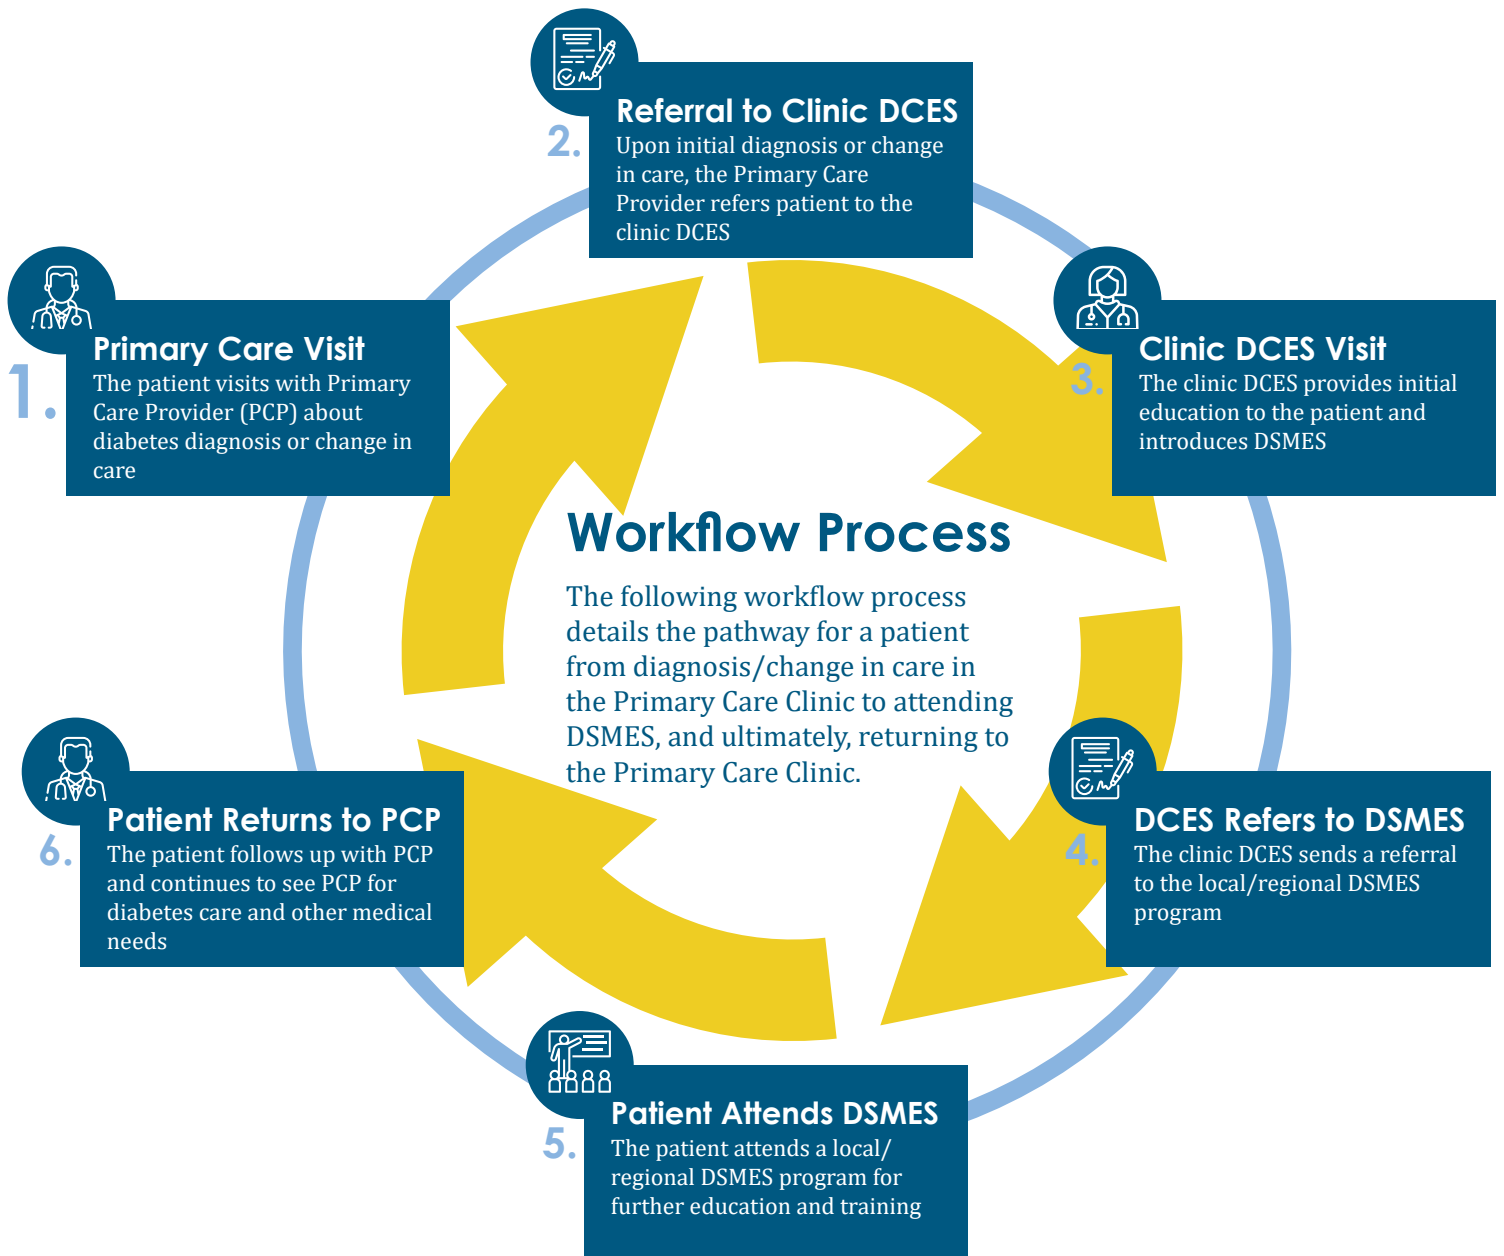 1.
Primary Care Visit
The patient visits with Primary
Care Provider (PCP) about
diabetes diagnosis or change in
care
2.
Referral to Clinic DCES
Upon initial diagnosis or change
in care, the Primary Care
Provider refers patient to the
clinic DCES
3.
Clinic DCES Visit
The clinic DCES provides initial
education to the patient and
introduces DSMES
Workflow Process
The following workflow process
details the pathway for a patient
from diagnosis/change in care in
the Primary Care Clinic to attending
DSMES, and ultimately, returning to
the Primary Care Clinic.
4.
DCES Refers to DSMES
The clinic DCES sends a referral
to the local/regional DSMES
program
5.
Patient Attends DSMES
The patient attends a local/
regional DSMES program for
further education and training
6.
Patient Returns to PCP
The patient follows up with PCP
and continues to see PCP for
diabetes care and other medical
needs